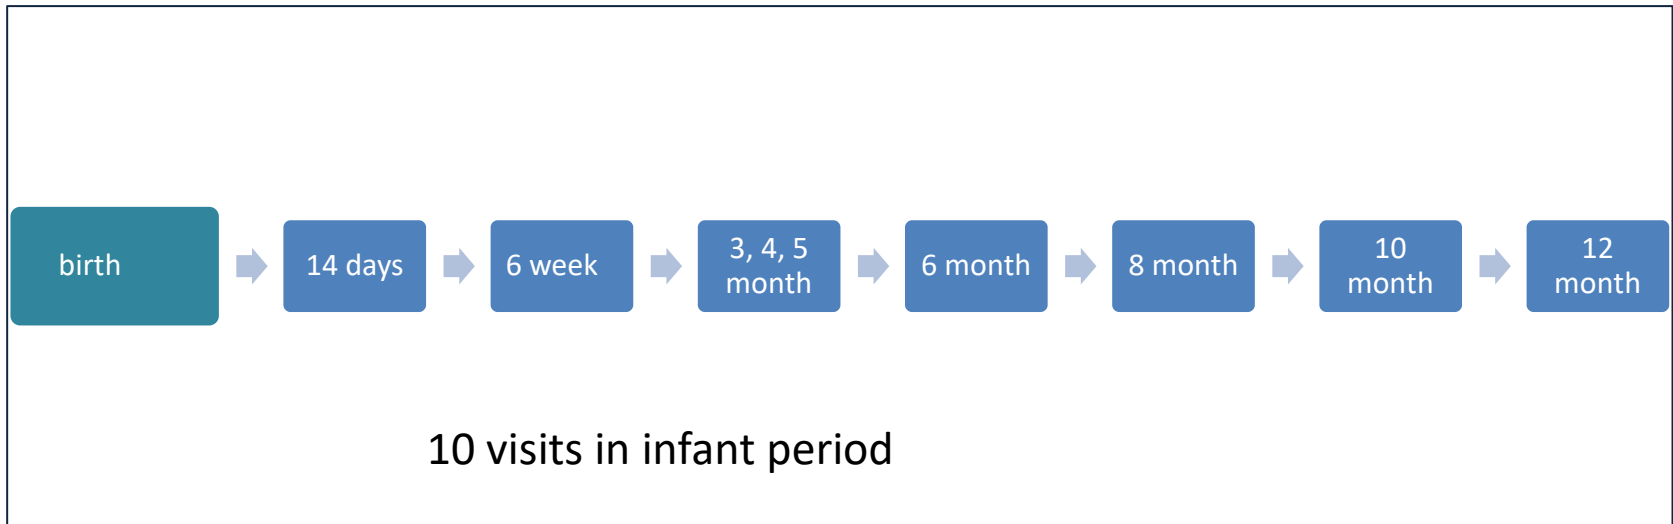 birth
14 days
6 week
3, 4, 5
month
6 month
8 month
10
month
12
month
10 visits in infant period